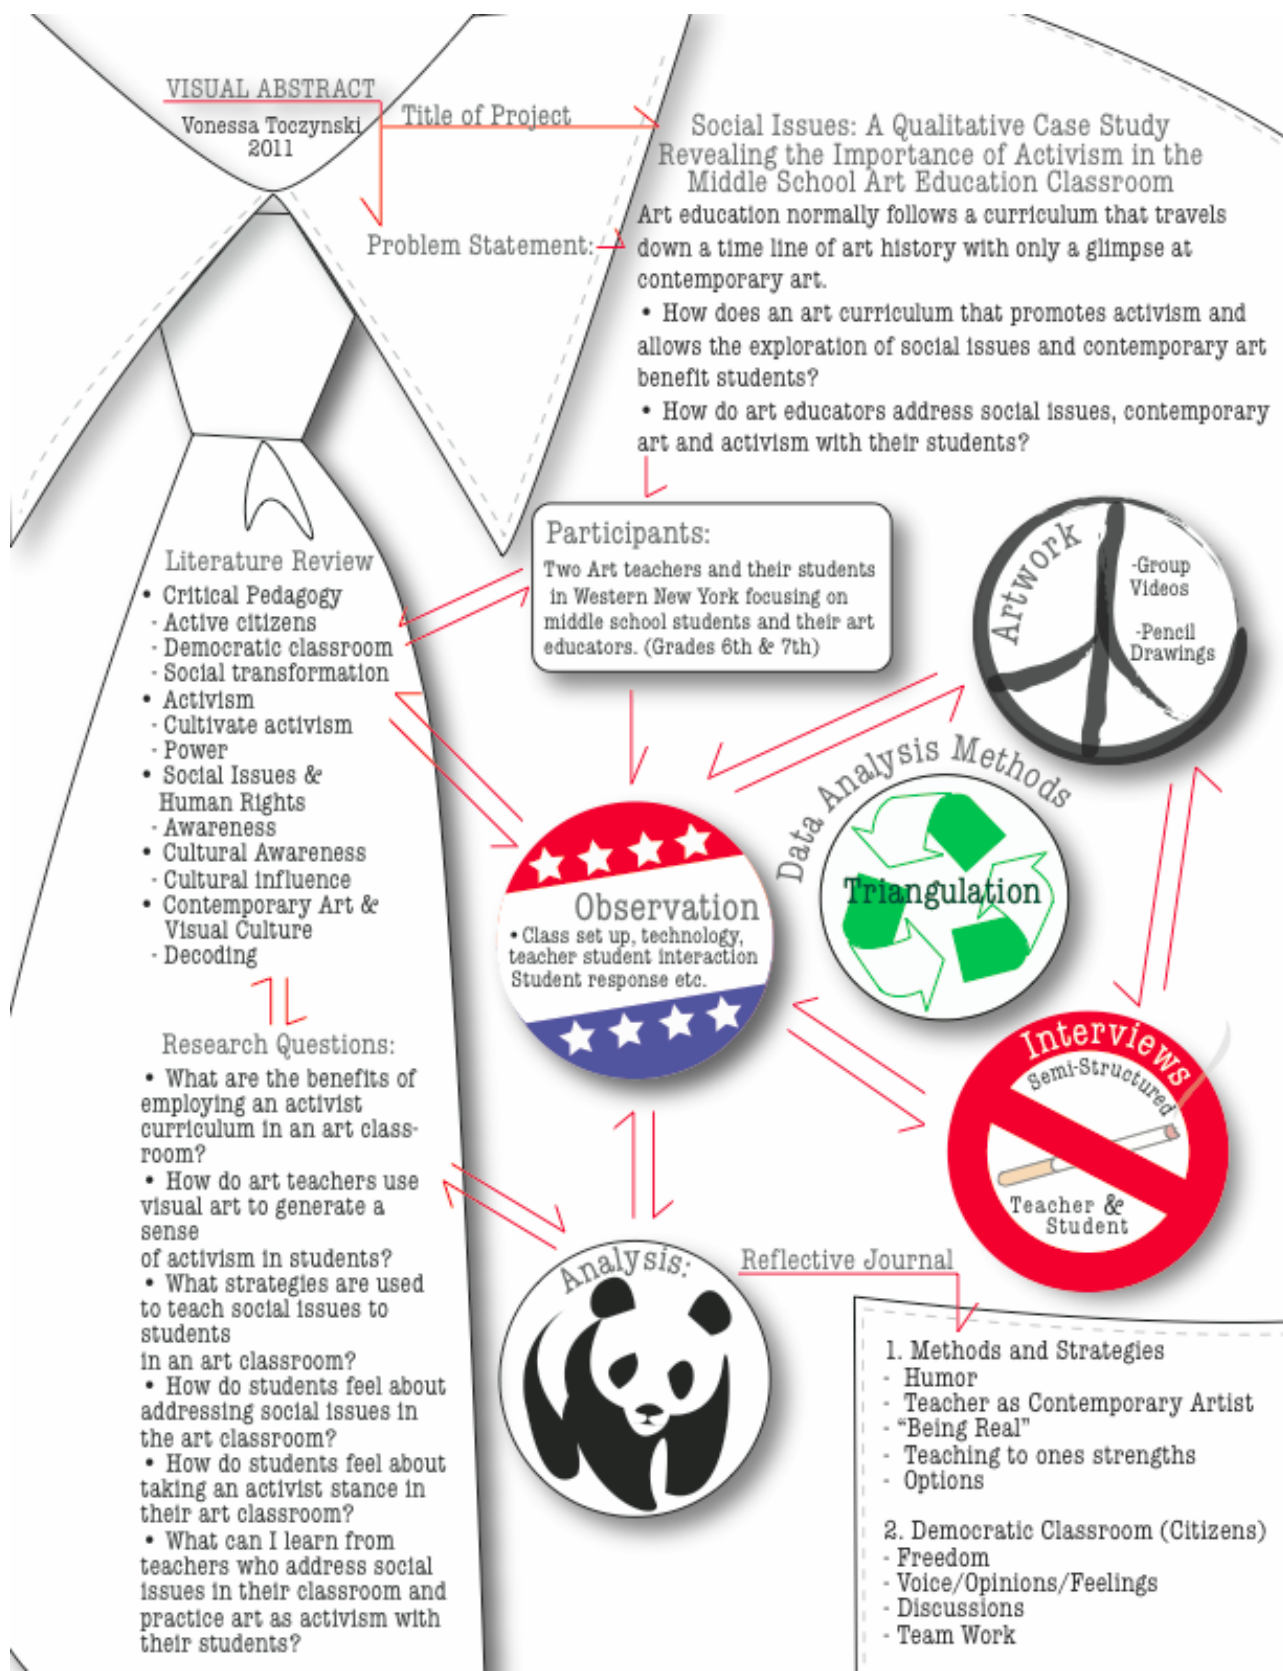 VISUAL ABSTRACT
Vonessa Toczynski
2011
Title of Project
Social Issues: A Qualitative Case Study
Revealing the Importance of Activism in the
Middle School Art Education Classroom
Problem Statement:
Art education normally follows a curriculum that travels
down a time line of art history with only a glimpse at
contemporary art.
• How does an art curriculum that promotes activism and
allows the exploration of social issues and contemporary art
benefit students?
• How do art educators address social issues, contemporary
art and activism with their students?
Participants:
Two Art teachers and their students
in Western New York focusing on
middle school students and their art
educators. (Grades 6th & 7th)
Literature Review
• Critical Pedagogy
- Active citizens
- Democratic classroom
- Social transformation
• Activism
- Cultivate activism
- Power
• Social Issues &
Human Rights
- Awareness
• Cultural Awareness
- Cultural influence
• Contemporary Art &
Visual Culture
- Decoding
Research Questions:
• What are the benefits of
employing an activist
curriculum in an art class-
room?
• How do art teachers use
visual art to generate a
sense
of activism in students?
• What strategies are used
to teach social issues to
students
in an art classroom?
• How do students feel about
addressing social issues in
the art classroom?
• How do students feel about
taking an activist stance in
their art classroom?
• What can I learn from
teachers who address social
issues in their classroom and
practice art as activism with
their students?
Artwork
-Group
Videos
-Pencil
Drawings
Data Analysis Methods
Triangulation
Observation
• Class set up, technology,
teacher student interaction
Student response etc.
Interviews
Semi-Structured
Teacher &
Student
Analysis:
Reflective Journal
1. Methods and Strategies
- Humor
- Teacher as Contemporary Artist
- “Being Real”
- Teaching to ones strengths
- Options
2. Democratic Classroom (Citizens)
- Freedom
- Voice/Opinions/Feelings
- Discussions
- Team Work